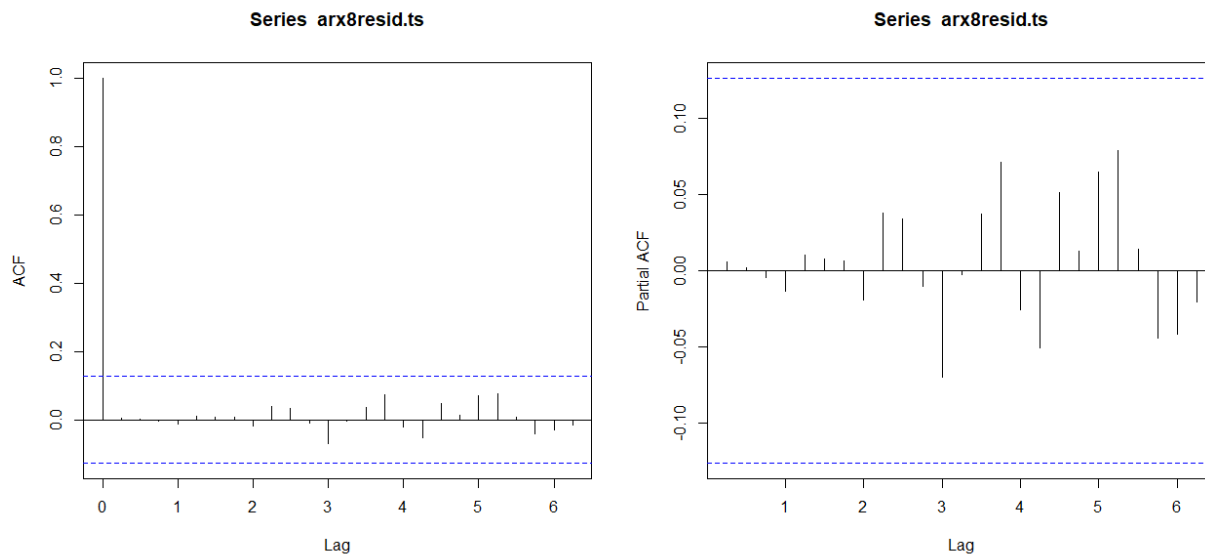 Series arx8resid.ts
ACF
1.0
0.8
0.6
0.4
0.2
0.0
0 1 2 3 4 5 6
Lag
Series arx8resid.ts
Partial ACF
0.10
0.05
0.00
-0.05
-0.10
1 2 3 4 5 6
Lag